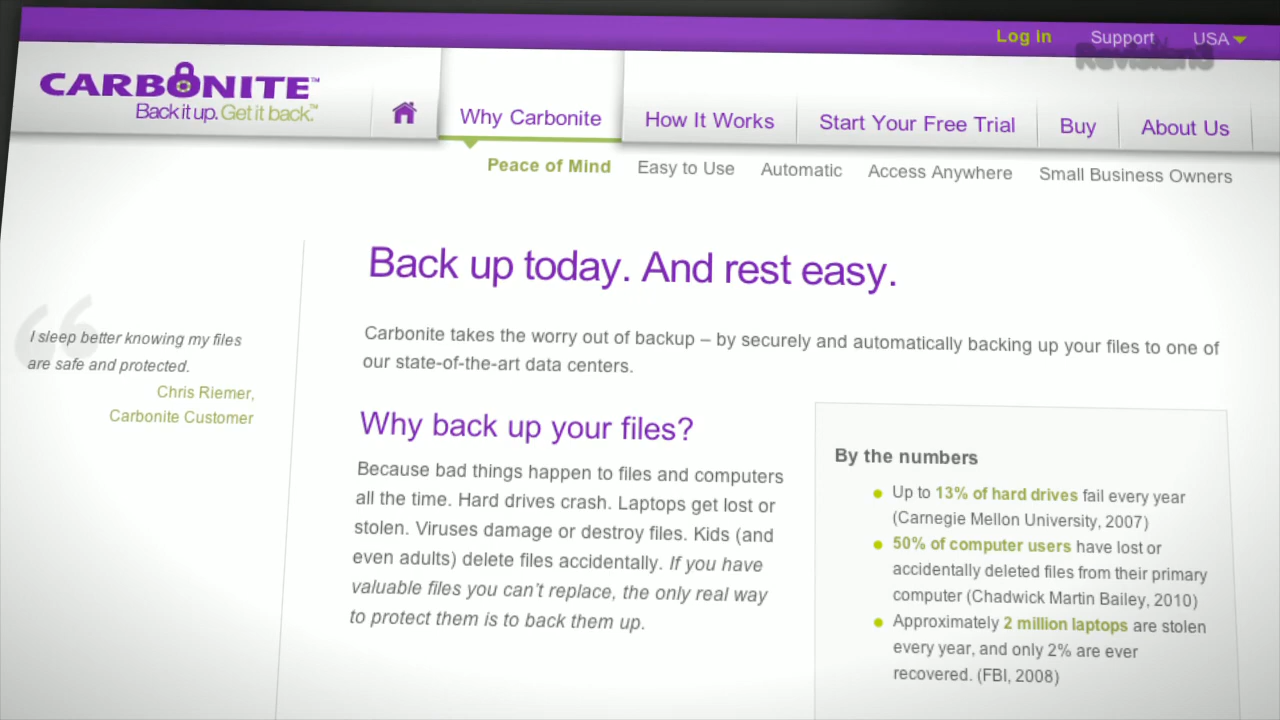 Log In Support USA
Revision3
CARBONITE™
Back it up. Get it back.™
Why Carbonite How It Works Start Your Free Trial Buy About Us
Peace of Mind Easy to Use Automatic Access Anywhere Small Business Owners
Back up today. And rest easy.
I sleep better knowing my files
are safe and protected.
Chris Riemer,
Carbonite Customer
Carbonite takes the worry out of backup – by securely and automatically backing up your files to one of
our state-of-the-art data centers.
Why back up your files?
Because bad things happen to files and computers
all the time. Hard drives crash. Laptops get lost or
stolen. Viruses damage or destroy files. Kids (and
even adults) delete files accidentally. If you have
valuable files you can't replace, the only real way
to protect them is to back them up.
By the numbers
Up to 13% of hard drives fail every year
(Carnegie Mellon University, 2007)
50% of computer users have lost or
accidentally deleted files from their primary
computer (Chadwick Martin Bailey, 2010)
Approximately 2 million laptops are stolen
every year, and only 2% are ever
recovered. (FBI, 2008)